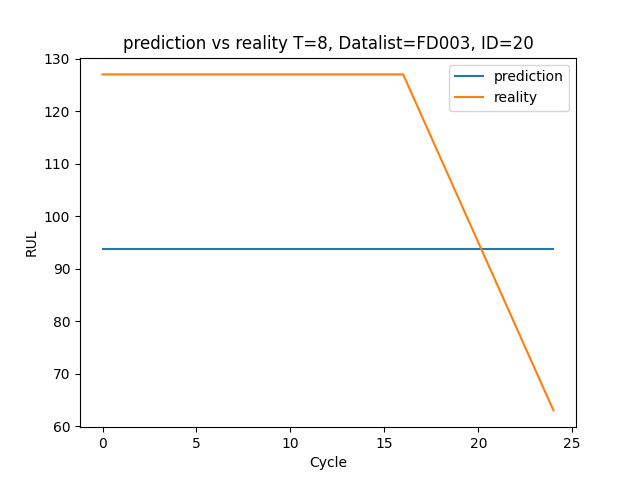 prediction vs reality T=8, Datalist=FD003, ID=20
prediction
reality
RUL
130
120
110
100
90
80
70
60
0 5 10 15 20 25
Cycle